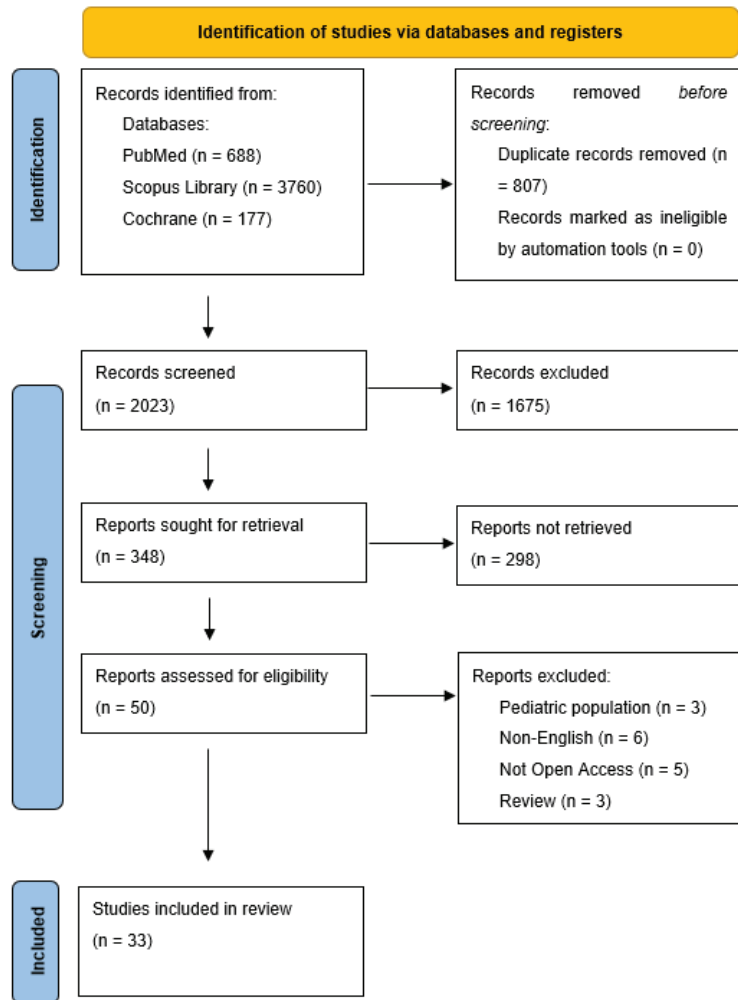 Identification of studies via databases and registers
Identification
Records identified from:
Databases:
PubMed (n = 688)
Scopus Library (n = 3760)
Cochrane (n = 177)
Records removed before
screening:
Duplicate records removed (n
= 807)
Records marked as ineligible
by automation tools (n = 0)
Screening
Records screened
(n = 2023)
Records excluded
(n = 1675)
Reports sought for retrieval
(n = 348)
Reports not retrieved
(n = 298)
Reports assessed for eligibility
(n = 50)
Reports excluded:
Pediatric population (n = 3)
Non-English (n = 6)
Not Open Access (n = 5)
Review (n = 3)
Included
Studies included in review
(n = 33)